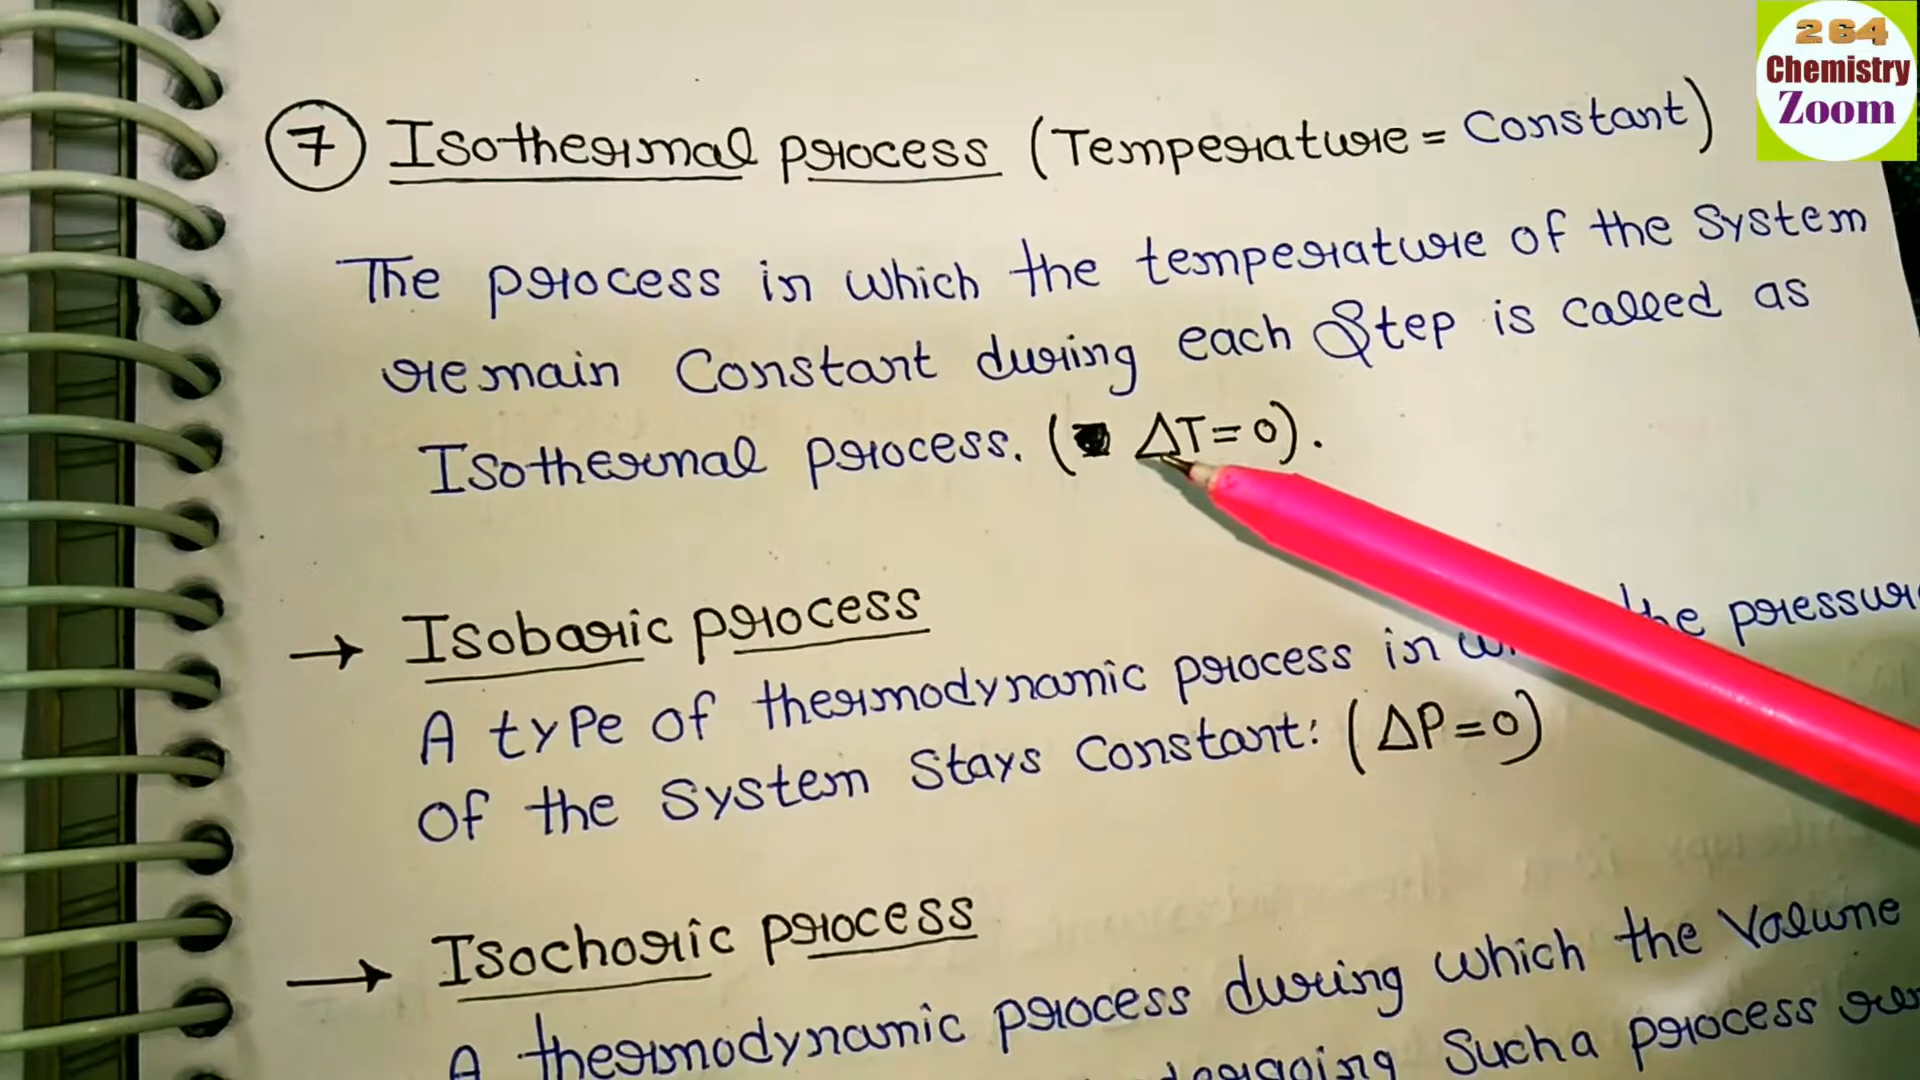 264
Chemistry
Zoom
7 Isothermal process (Temperature = Constant)
The process in which the temperature of the System
remain Constant during each Step is called as
Isothermal process. ( ΔT=0).
→ Isobaric process
A type of thermodynamic process in the pressure
of the System Stays Constant: (ΔP=0)
→ Isochoric process
A thermodynamic process during which the Volume
Such a process